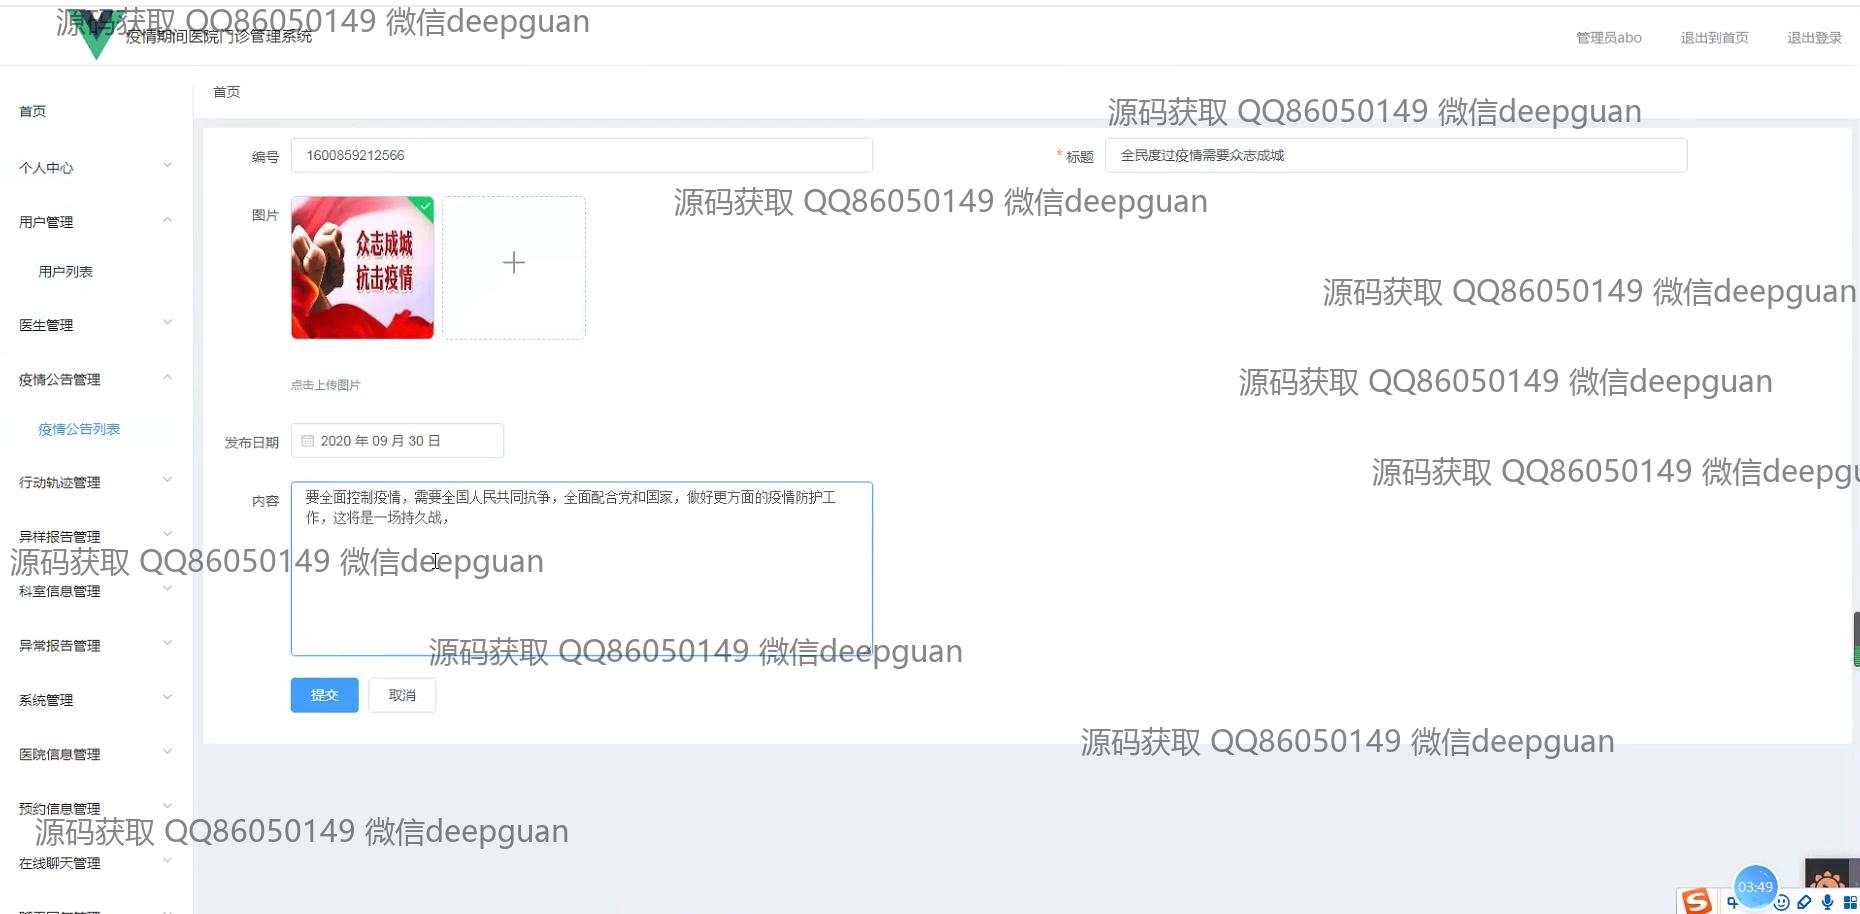 源码获取 QQ86050149 微信deepguan
疫情期间医院门诊管理系统
管理员abo
退出到首页
退出登录
首页
首页
个人中心
用户管理
用户列表
医生管理
疫情公告管理
疫情公告列表
行动轨迹管理
异样报告管理
科室信息管理
异常报告管理
系统管理
医院信息管理
预约信息管理
在线聊天管理
源码获取 QQ86050149 微信deepguan
编号
1600859212566
* 标题
全民度过疫情需要众志成城
源码获取 QQ86050149 微信deepguan
图片
众志成城
抗击疫情
源码获取 QQ86050149 微信deepguan
点击上传图片
源码获取 QQ86050149 微信deepguan
发布日期
2020 年 09 月 30 日
源码获取 QQ86050149 微信deepgu
内容
要全面控制疫情，需要全国人民共同抗争，全面配合党和国家，做好更方面的疫情防护工
作，这将是一场持久战，
源码获取 QQ86050149 微信deepguan
源码获取 QQ86050149 微信deepguan
提交
取消
源码获取 QQ86050149 微信deepguan
源码获取 QQ86050149 微信deepguan
S
03:49